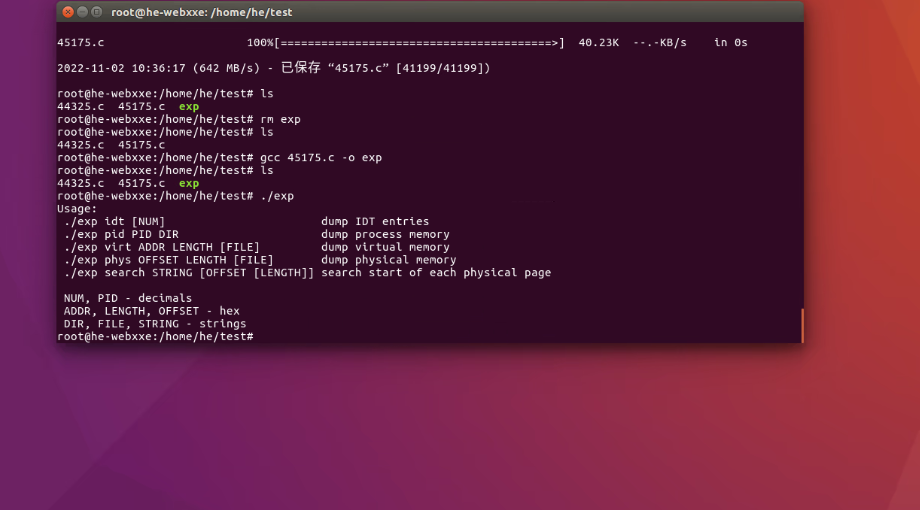 root@he-webxxe: /home/he/test
45175.c 100%[========================================>] 40.23K --.-KB/s in 0s
2022-11-02 10:36:17 (642 MB/s) - 已保存 “45175.c” [41199/41199])
root@he-webxxe:/home/he/test# ls
44325.c 45175.c exp
root@he-webxxe:/home/he/test# rm exp
root@he-webxxe:/home/he/test# ls
44325.c 45175.c
root@he-webxxe:/home/he/test# gcc 45175.c -o exp
root@he-webxxe:/home/he/test# ls
44325.c 45175.c exp
root@he-webxxe:/home/he/test# ./exp
Usage:
./exp idt [NUM] dump IDT entries
./exp pid PID DIR dump process memory
./exp virt ADDR LENGTH [FILE] dump virtual memory
./exp phys OFFSET LENGTH [FILE] dump physical memory
./exp search STRING [OFFSET [LENGTH]] search start of each physical page
NUM, PID - decimals
ADDR, LENGTH, OFFSET - hex
DIR, FILE, STRING - strings
root@he-webxxe:/home/he/test#